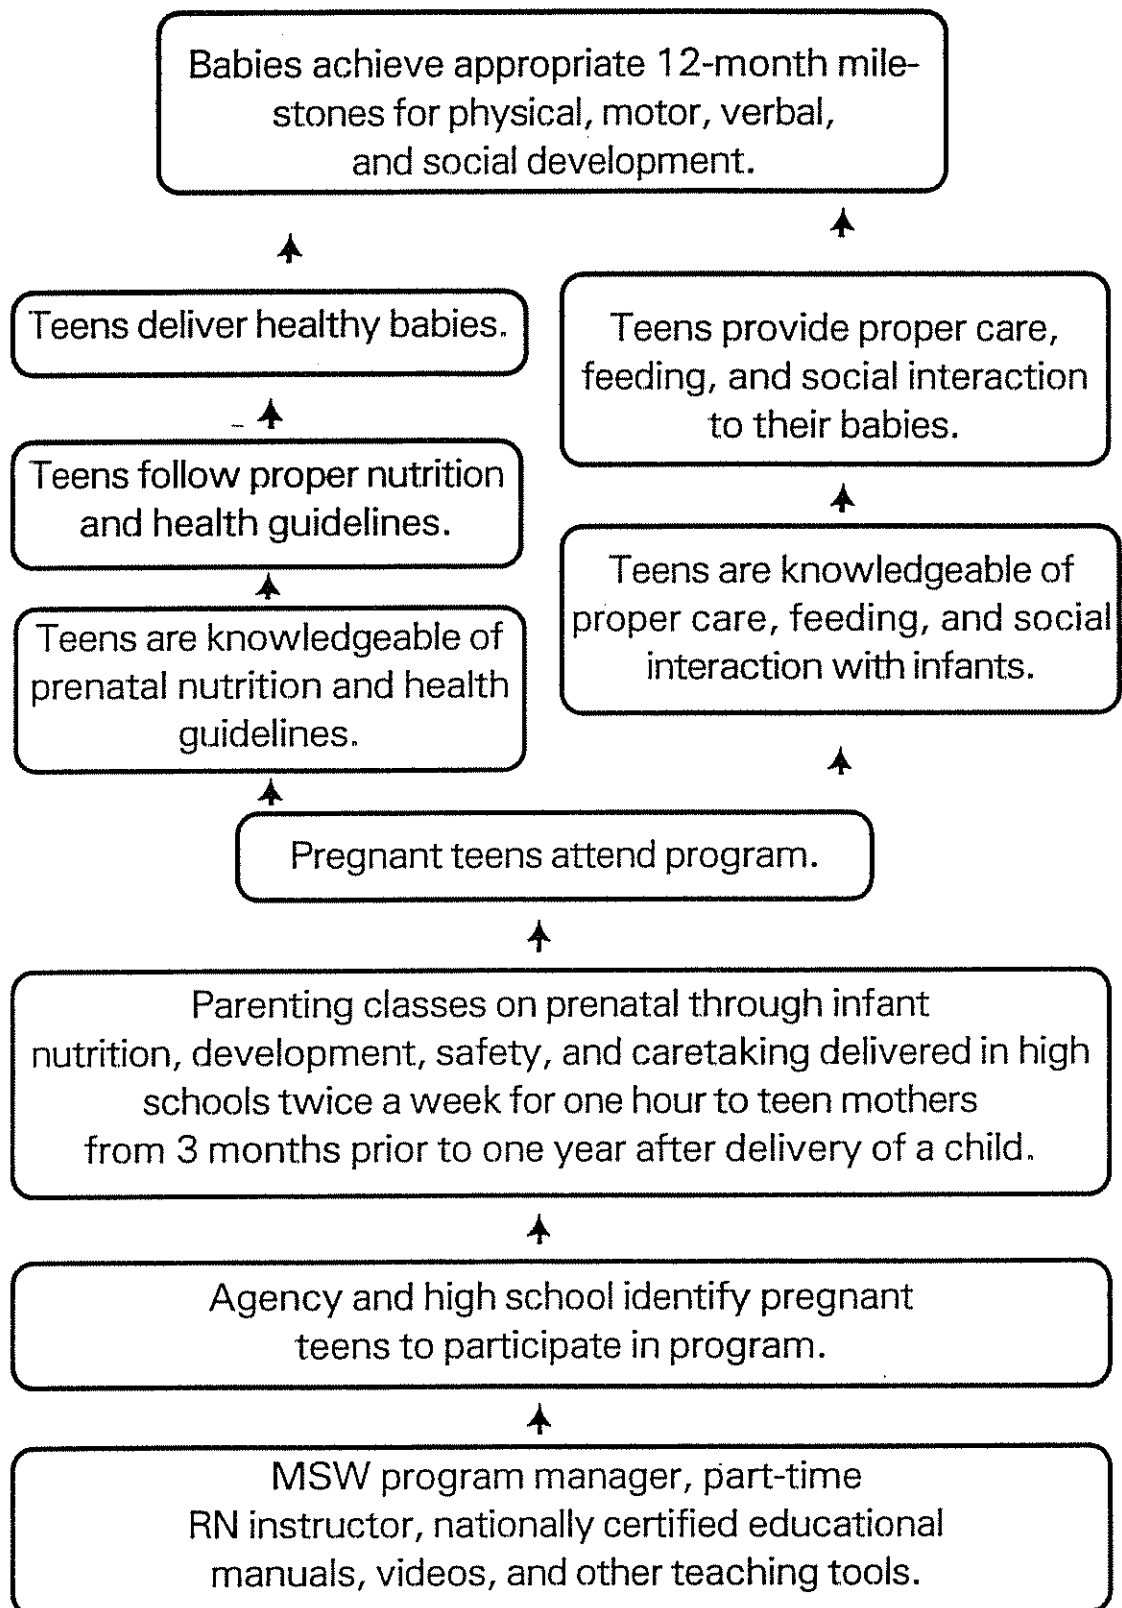 Babies achieve appropriate 12-month mile-
stones for physical, motor, verbal,
and social development.
Teens deliver healthy babies.
Teens follow proper nutrition
and health guidelines.
Teens are knowledgeable of
prenatal nutrition and health
guidelines.
Teens provide proper care,
feeding, and social interaction
to their babies.
Teens are knowledgeable of
proper care, feeding, and social
interaction with infants.
Pregnant teens attend program.
Parenting classes on prenatal through infant
nutrition, development, safety, and caretaking delivered in high
schools twice a week for one hour to teen mothers
from 3 months prior to one year after delivery of a child.
Agency and high school identify pregnant
teens to participate in program.
MSW program manager, part-time
RN instructor, nationally certified educational
manuals, videos, and other teaching tools.